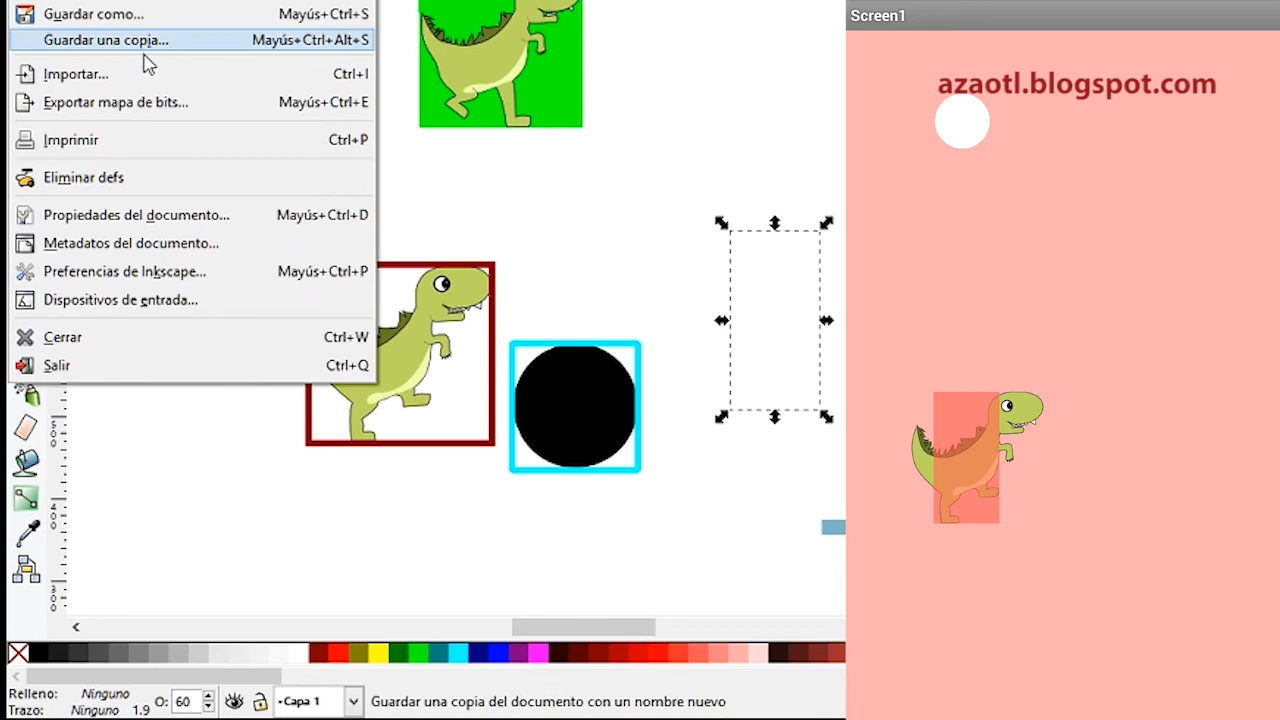 Guardar como... Mayús+Ctrl+S
Guardar una copia... Mayús+Ctrl+Alt+S
Importar... Ctrl+I
Exportar mapa de bits... Mayús+Ctrl+E
Imprimir Ctrl+P
Eliminar defs
Propiedades del documento... Mayús+Ctrl+D
Metadatos del documento...
Preferencias de Inkscape... Mayús+Ctrl+P
Dispositivos de entrada...
Cerrar Ctrl+W
Salir Ctrl+Q
Screen1
azaotl.blogspot.com
500
400
300
Relleno: Ninguno
Trazo: Ninguno 1.9
O: 60
Capa 1
Guardar una copia del documento con un nombre nuevo